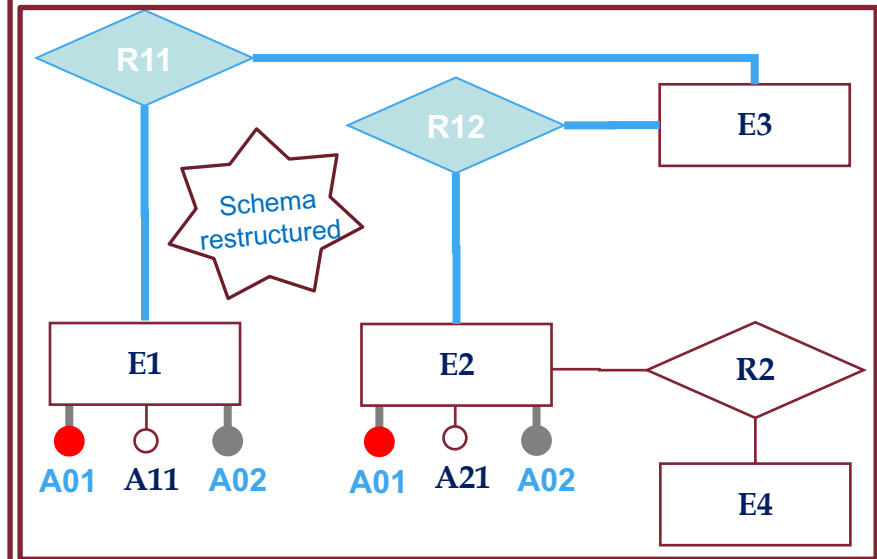 R11
R12
E3
Schema
restructured
E1
E2
R2
A01 A11 A02
A01 A21 A02
E4